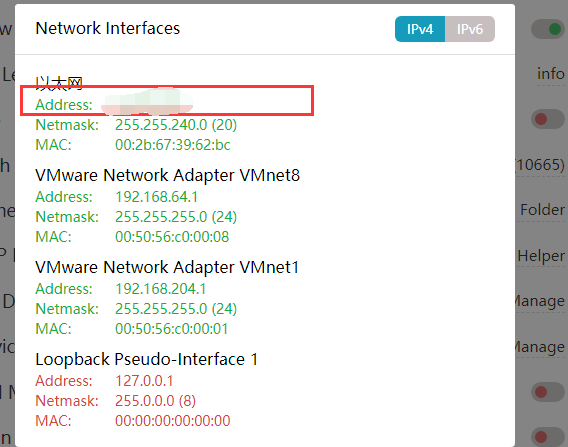 Network Interfaces
IPv4 IPv6
以太网
Address:
Netmask: 255.255.240.0 (20)
MAC: 00:2b:67:39:62:bc
VMware Network Adapter VMnet8
Address: 192.168.64.1
Netmask: 255.255.255.0 (24)
MAC: 00:50:56:c0:00:08
VMware Network Adapter VMnet1
Address: 192.168.204.1
Netmask: 255.255.255.0 (24)
MAC: 00:50:56:c0:00:01
Loopback Pseudo-Interface 1
Address: 127.0.0.1
Netmask: 255.0.0.0 (8)
MAC: 00:00:00:00:00:00
info
(10665)
Folder
Helper
Manage
Manage